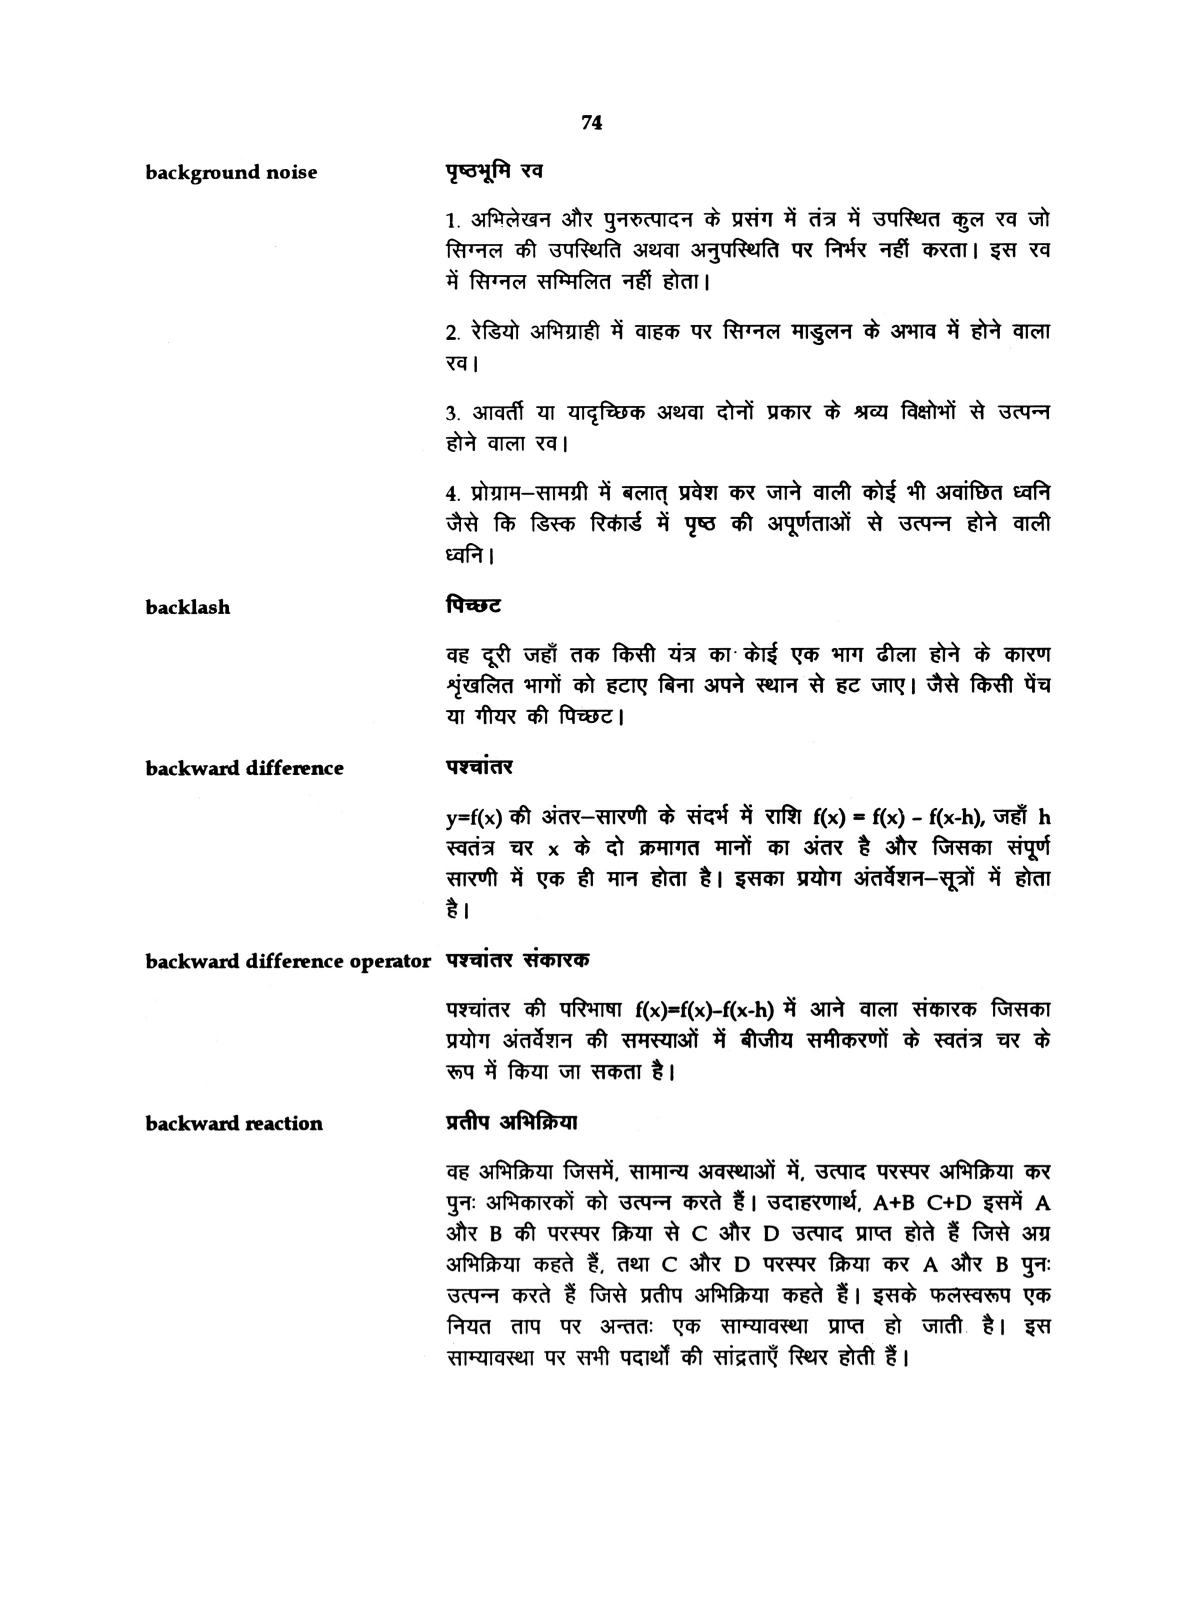 74
background noise पृष्ठभूमि रव
1. अभिलेखन और पुनरुत्पादन के प्रसंग में तंत्र में उपस्थित कुल रव जो
सिग्नल की उपस्थिति अथवा अनुपस्थिति पर निर्भर नहीं करता। इस रव
में सिग्नल सम्मिलित नहीं होता।
2. रेडियो अभिग्राही में वाहक पर सिग्नल माडुलन के अभाव में होने वाला
रव।
3. आवर्ती या यादृच्छिक अथवा दोनों प्रकार के श्रव्य विक्षोभों से उत्पन्न
होने वाला रव।
4. प्रोग्राम–सामग्री में बलात् प्रवेश कर जाने वाली कोई भी अवांछित ध्वनि
जैसे कि डिस्क रिकार्ड में पृष्ठ की अपूर्णताओं से उत्पन्न होने वाली
ध्वनि।
backlash पिच्छट
वह दूरी जहाँ तक किसी यंत्र का केाई एक भाग ढीला होने के कारण
शृंखलित भागों को हटाए बिना अपने स्थान से हट जाए। जैसे किसी पेंच
या गीयर की पिच्छट।
backward difference पश्चांतर
y=f(x) की अंतर–सारणी के संदर्भ में राशि f(x) = f(x) – f(x-h), जहाँ h
स्वतंत्र चर x के दो क्रमागत मानों का अंतर है और जिसका संपूर्ण
सारणी में एक ही मान होता है। इसका प्रयोग अंतर्वेशन–सूत्रों में होता
है।
backward difference operator पश्चांतर संकारक
पश्चांतर की परिभाषा f(x)=f(x)–f(x-h) में आने वाला संकारक जिसका
प्रयोग अंतर्वेशन की समस्याओं में बीजीय समीकरणों के स्वतंत्र चर के
रूप में किया जा सकता है।
backward reaction प्रतीप अभिक्रिया
वह अभिक्रिया जिसमें, सामान्य अवस्थाओं में, उत्पाद परस्पर अभिक्रिया कर
पुनः अभिकारकों को उत्पन्न करते हैं। उदाहरणार्थ, A+B C+D इसमें A
और B की परस्पर क्रिया से C और D उत्पाद प्राप्त होते हैं जिसे अग्र
अभिक्रिया कहते हैं, तथा C और D परस्पर क्रिया कर A और B पुनः
उत्पन्न करते हैं जिसे प्रतीप अभिक्रिया कहते हैं। इसके फलस्वरूप एक
नियत ताप पर अन्ततः एक साम्यावस्था प्राप्त हो जाती है। इस
साम्यावस्था पर सभी पदार्थों की सांद्रताएँ स्थिर होती हैं।